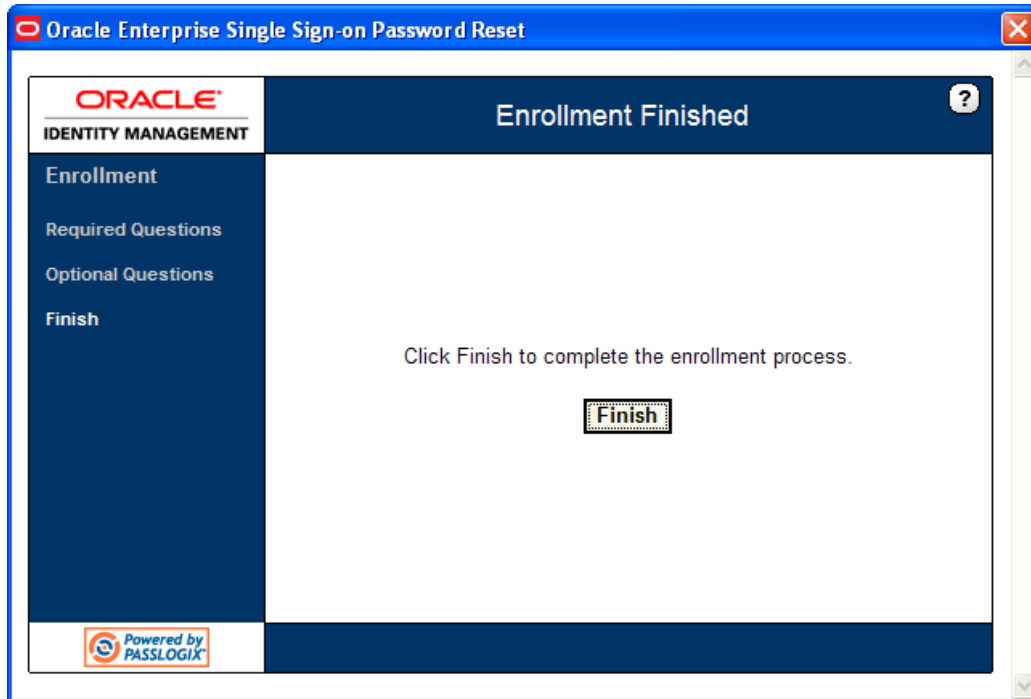 Oracle Enterprise Single Sign-on Password Reset
ORACLE®
IDENTITY MANAGEMENT
Enrollment Finished
?
Enrollment
Required Questions
Optional Questions
Finish
Click Finish to complete the enrollment process.
Finish
Powered by
PASSLOGIX